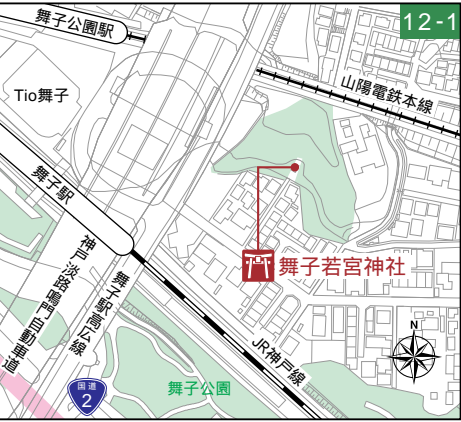 12-1
舞子公園駅
山陽電鉄本線
Tio舞子
舞子駅
舞子若宮神社
神戸淡路鳴門自動車道
舞子駅高広線
JR神戸線
N
国道
2
舞子公園